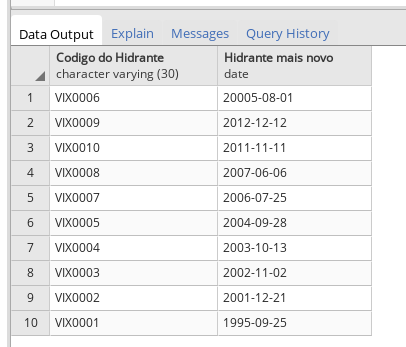 Data Output Explain Messages Query History
Codigo do Hidrante Hidrante mais novo
character varying (30) date
1 VIX0006 20005-08-01
2 VIX0009 2012-12-12
3 VIX0010 2011-11-11
4 VIX0008 2007-06-06
5 VIX0007 2006-07-25
6 VIX0005 2004-09-28
7 VIX0004 2003-10-13
8 VIX0003 2002-11-02
9 VIX0002 2001-12-21
10 VIX0001 1995-09-25